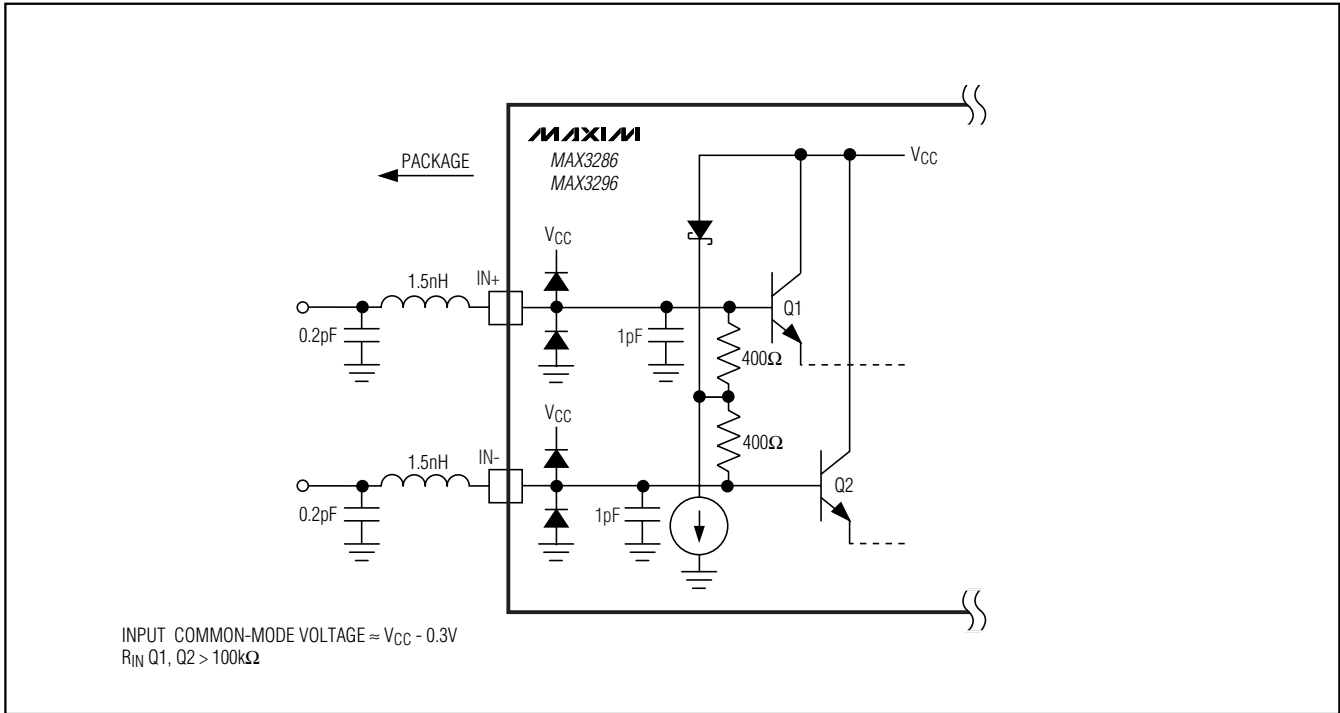 MAXIM
MAX3286
MAX3296
PACKAGE
VCC
VCC
1.5nH
IN+
0.2pF
1pF
Q1
400Ω
VCC
400Ω
1.5nH
IN-
0.2pF
1pF
Q2
INPUT COMMON-MODE VOLTAGE ≈ VCC - 0.3V
RIN Q1, Q2 > 100kΩ